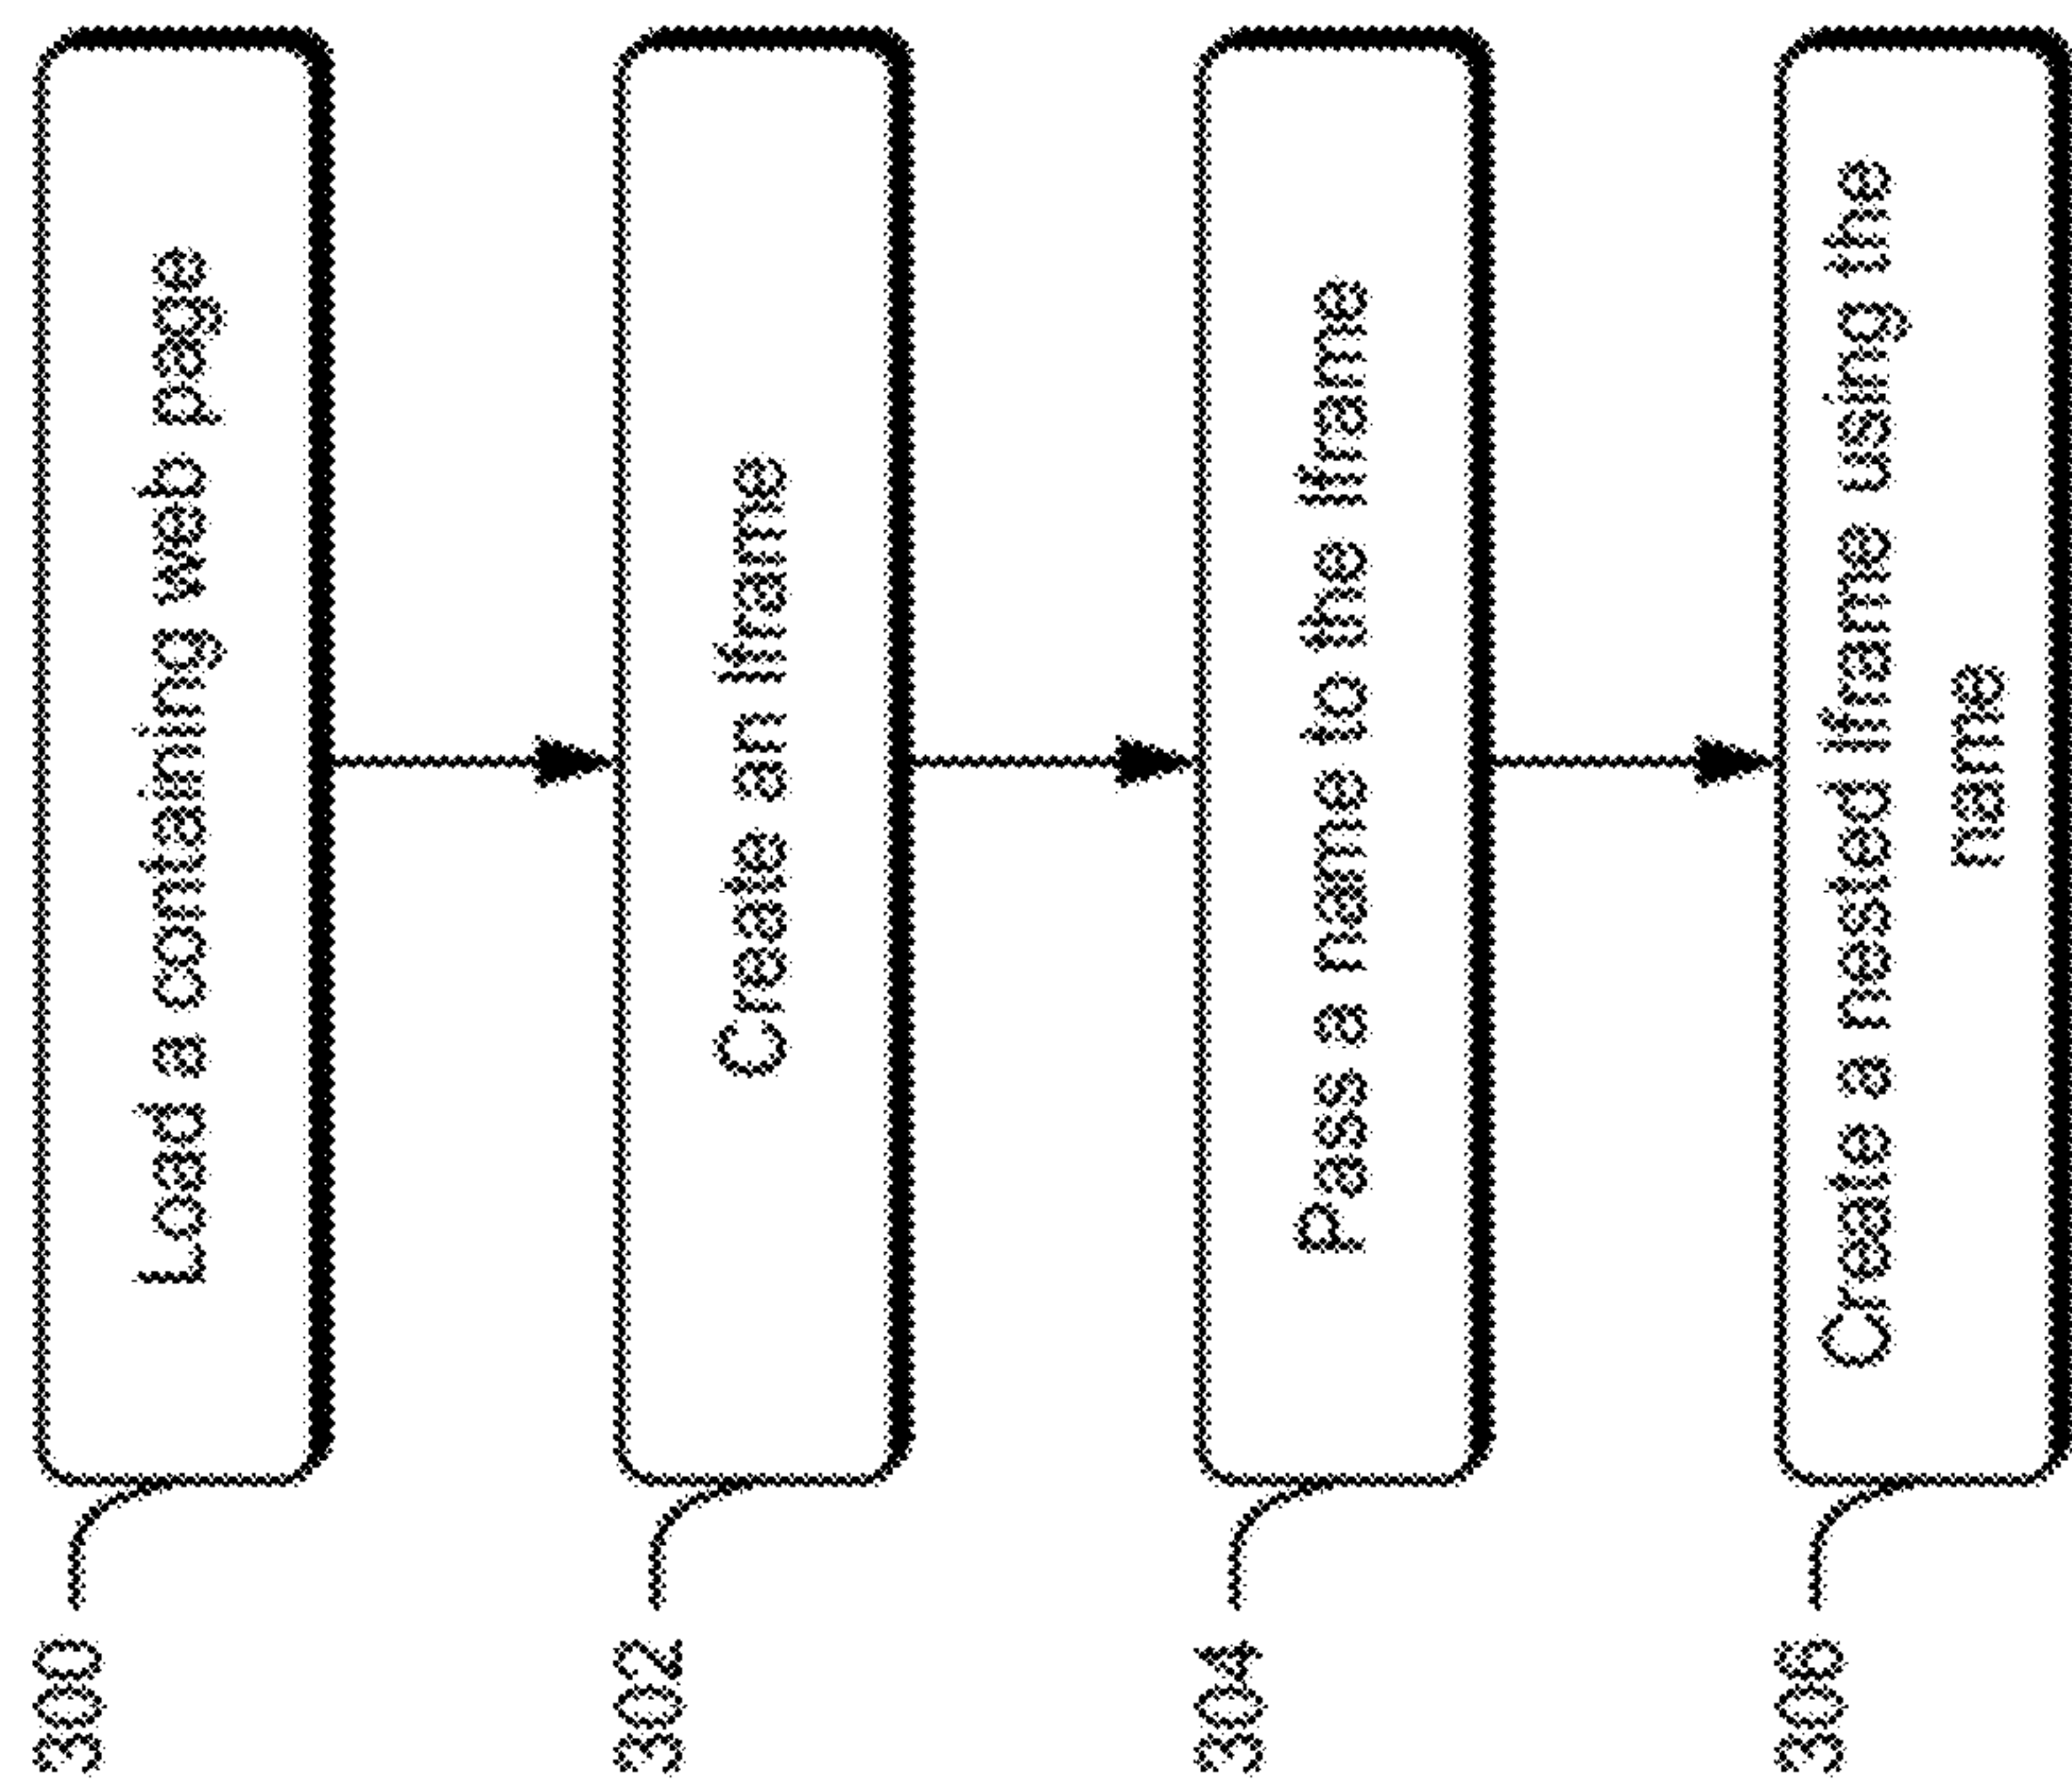 300
Load a containing web page
302
Create an Iframe
304
Pass a name to the Iframe
306
Create a nested Iframe using the
name